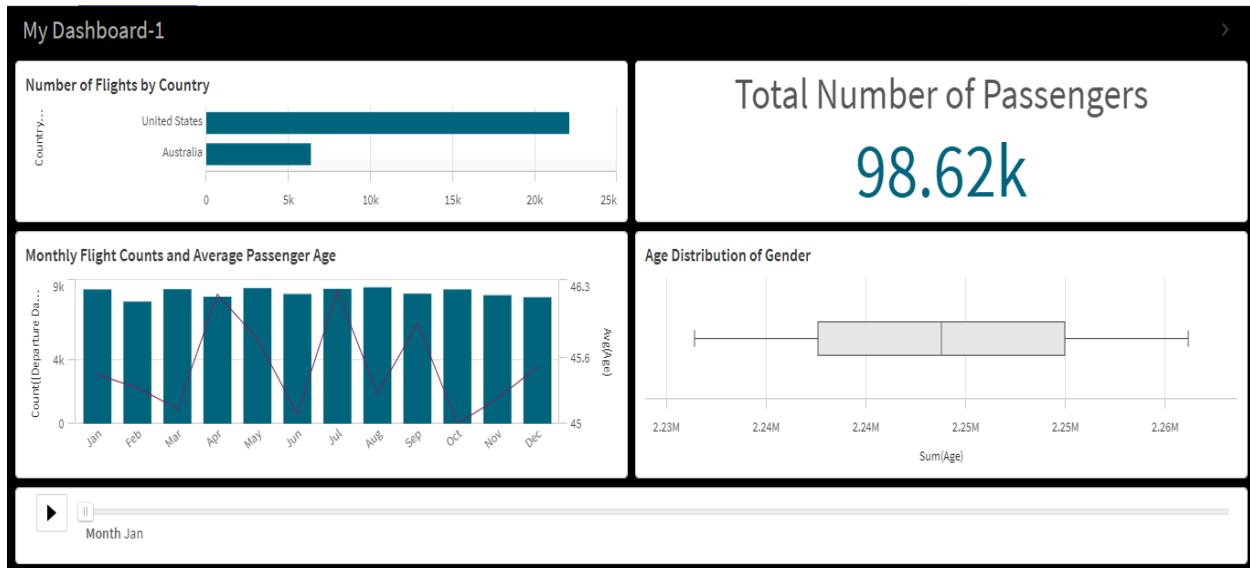 My Dashboard-1
Number of Flights by Country
Country...
United States
Australia
0 5k 10k 15k 20k 25k
Total Number of Passengers
98.62k
Monthly Flight Counts and Average Passenger Age
Count([Departure Da...
9k
4k
0
46.3
45.6
45
Avg(Age)
Jan Feb Mar Apr May Jun Jul Aug Sep Oct Nov Dec
Age Distribution of Gender
2.23M 2.24M 2.24M 2.25M 2.25M 2.26M
Sum(Age)
Month Jan